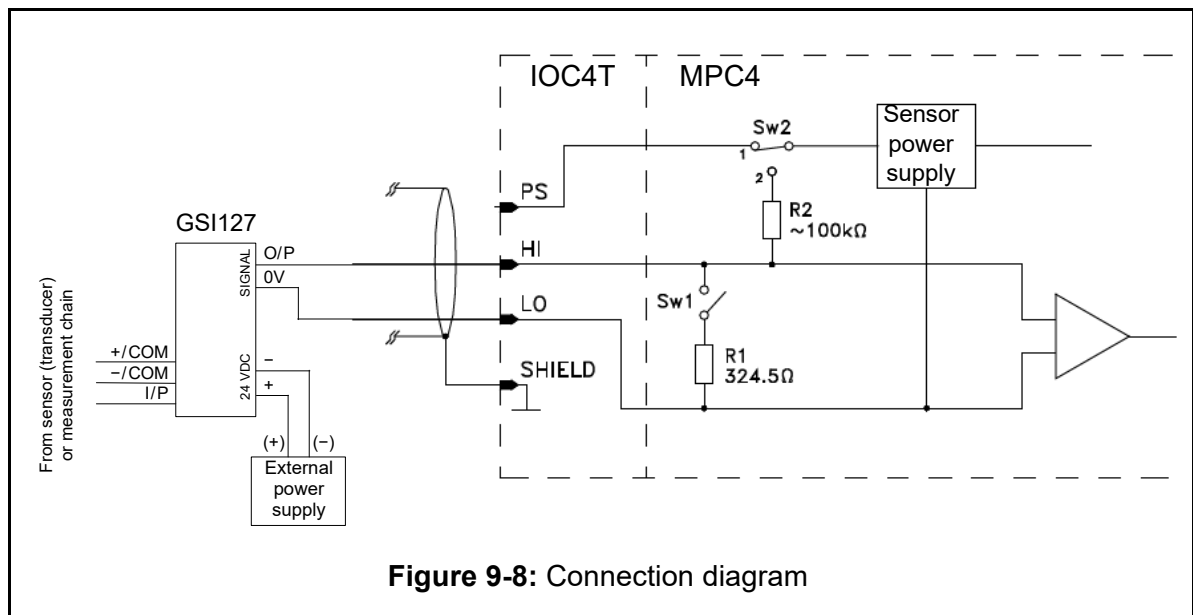 IOC4T
MPC4
Sw2
1
2
Sensor
power
supply
PS
R2
~100kΩ
GSI127
HI
O/P
0V
SIGNAL
LO
Sw1
R1
324.5Ω
SHIELD
From sensor (transducer)
or measurement chain
+/COM
−/COM
I/P
24 VDC
−
+
(+)
(−)
External
power
supply
Figure 9-8: Connection diagram